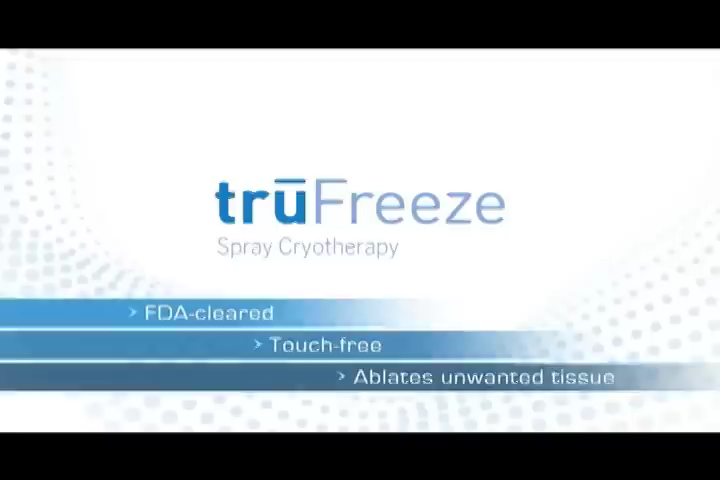 trūFreeze
Spray Cryotherapy
> FDA-cleared
> Touch-free
> Ablates unwanted tissue